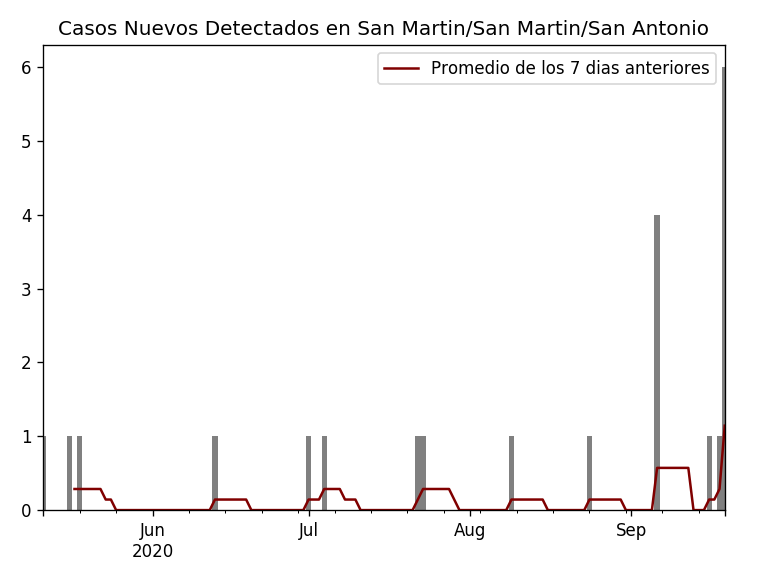 Casos Nuevos Detectados en San Martin/San Martin/San Antonio
Promedio de los 7 dias anteriores
6
5
4
3
2
1
0
Jun
2020
Jul
Aug
Sep